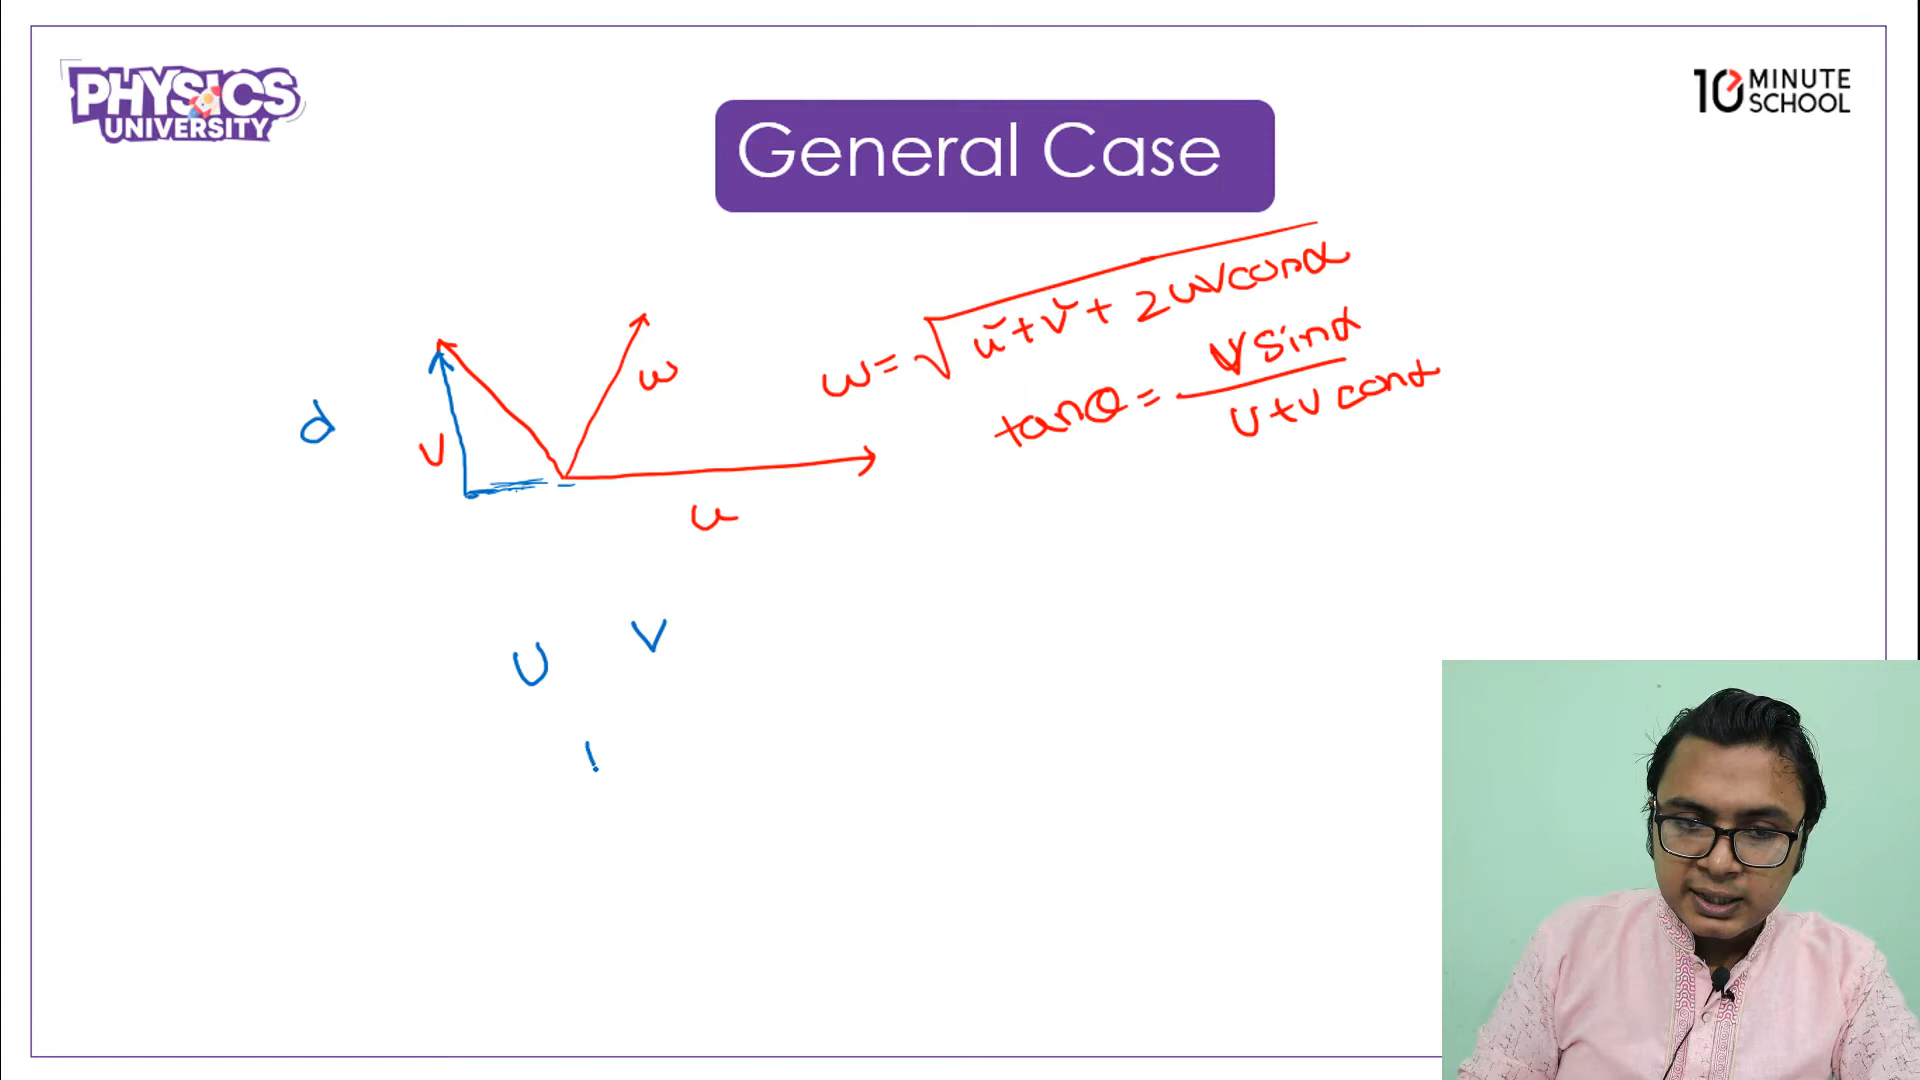 PHYSICS
UNIVERSITY
10 MINUTE
SCHOOL
General Case
w = √u² + v² + 2uv cosα
tanθ = v sinα / u + v cosα
w
d
v
u
U V